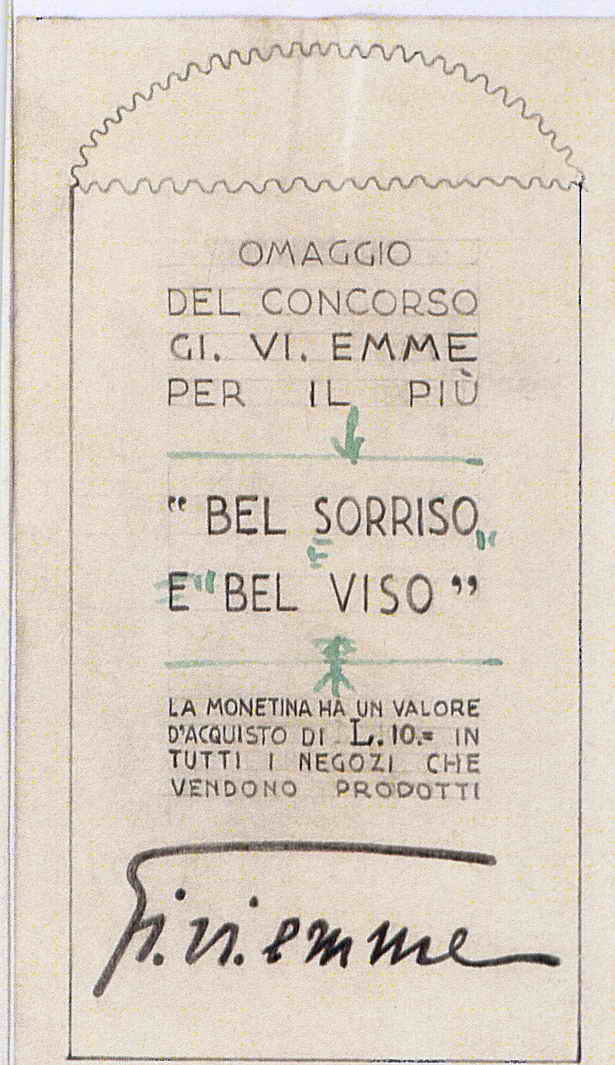 OMAGGIO
DEL CONCORSO
GI. VI. EMME
PER IL PIÙ
" BEL SORRISO "
E " BEL VISO "
LA MONETINA HA UN VALORE
D'ACQUISTO DI L. 10.= IN
TUTTI I NEGOZI CHE
VENDONO PRODOTTI
Gi.vi.emme